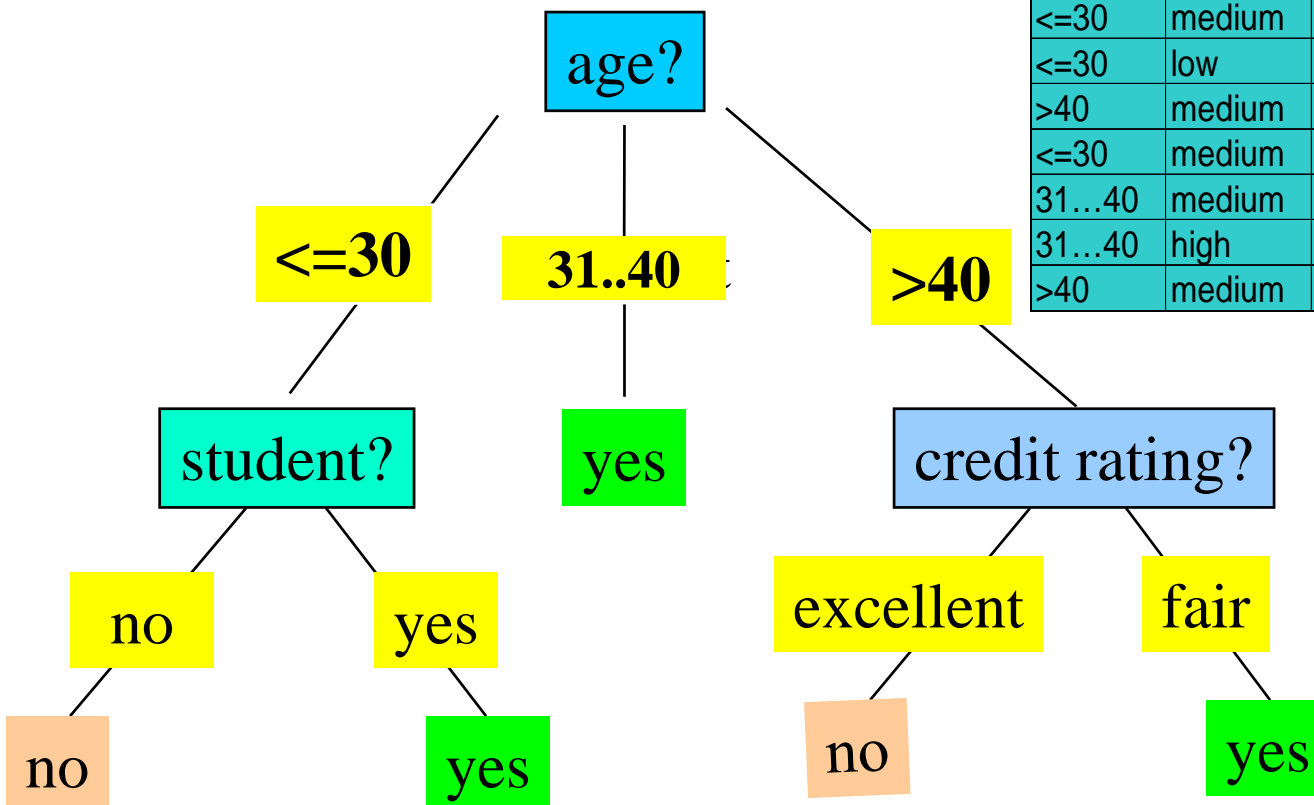 age?
<=30 medium
<=30 low
>40 medium
<=30 medium
31…40 medium
31…40 high
>40 medium
<=30
31..40
>40
student?
yes
credit rating?
no
yes
excellent
fair
no
yes
no
yes